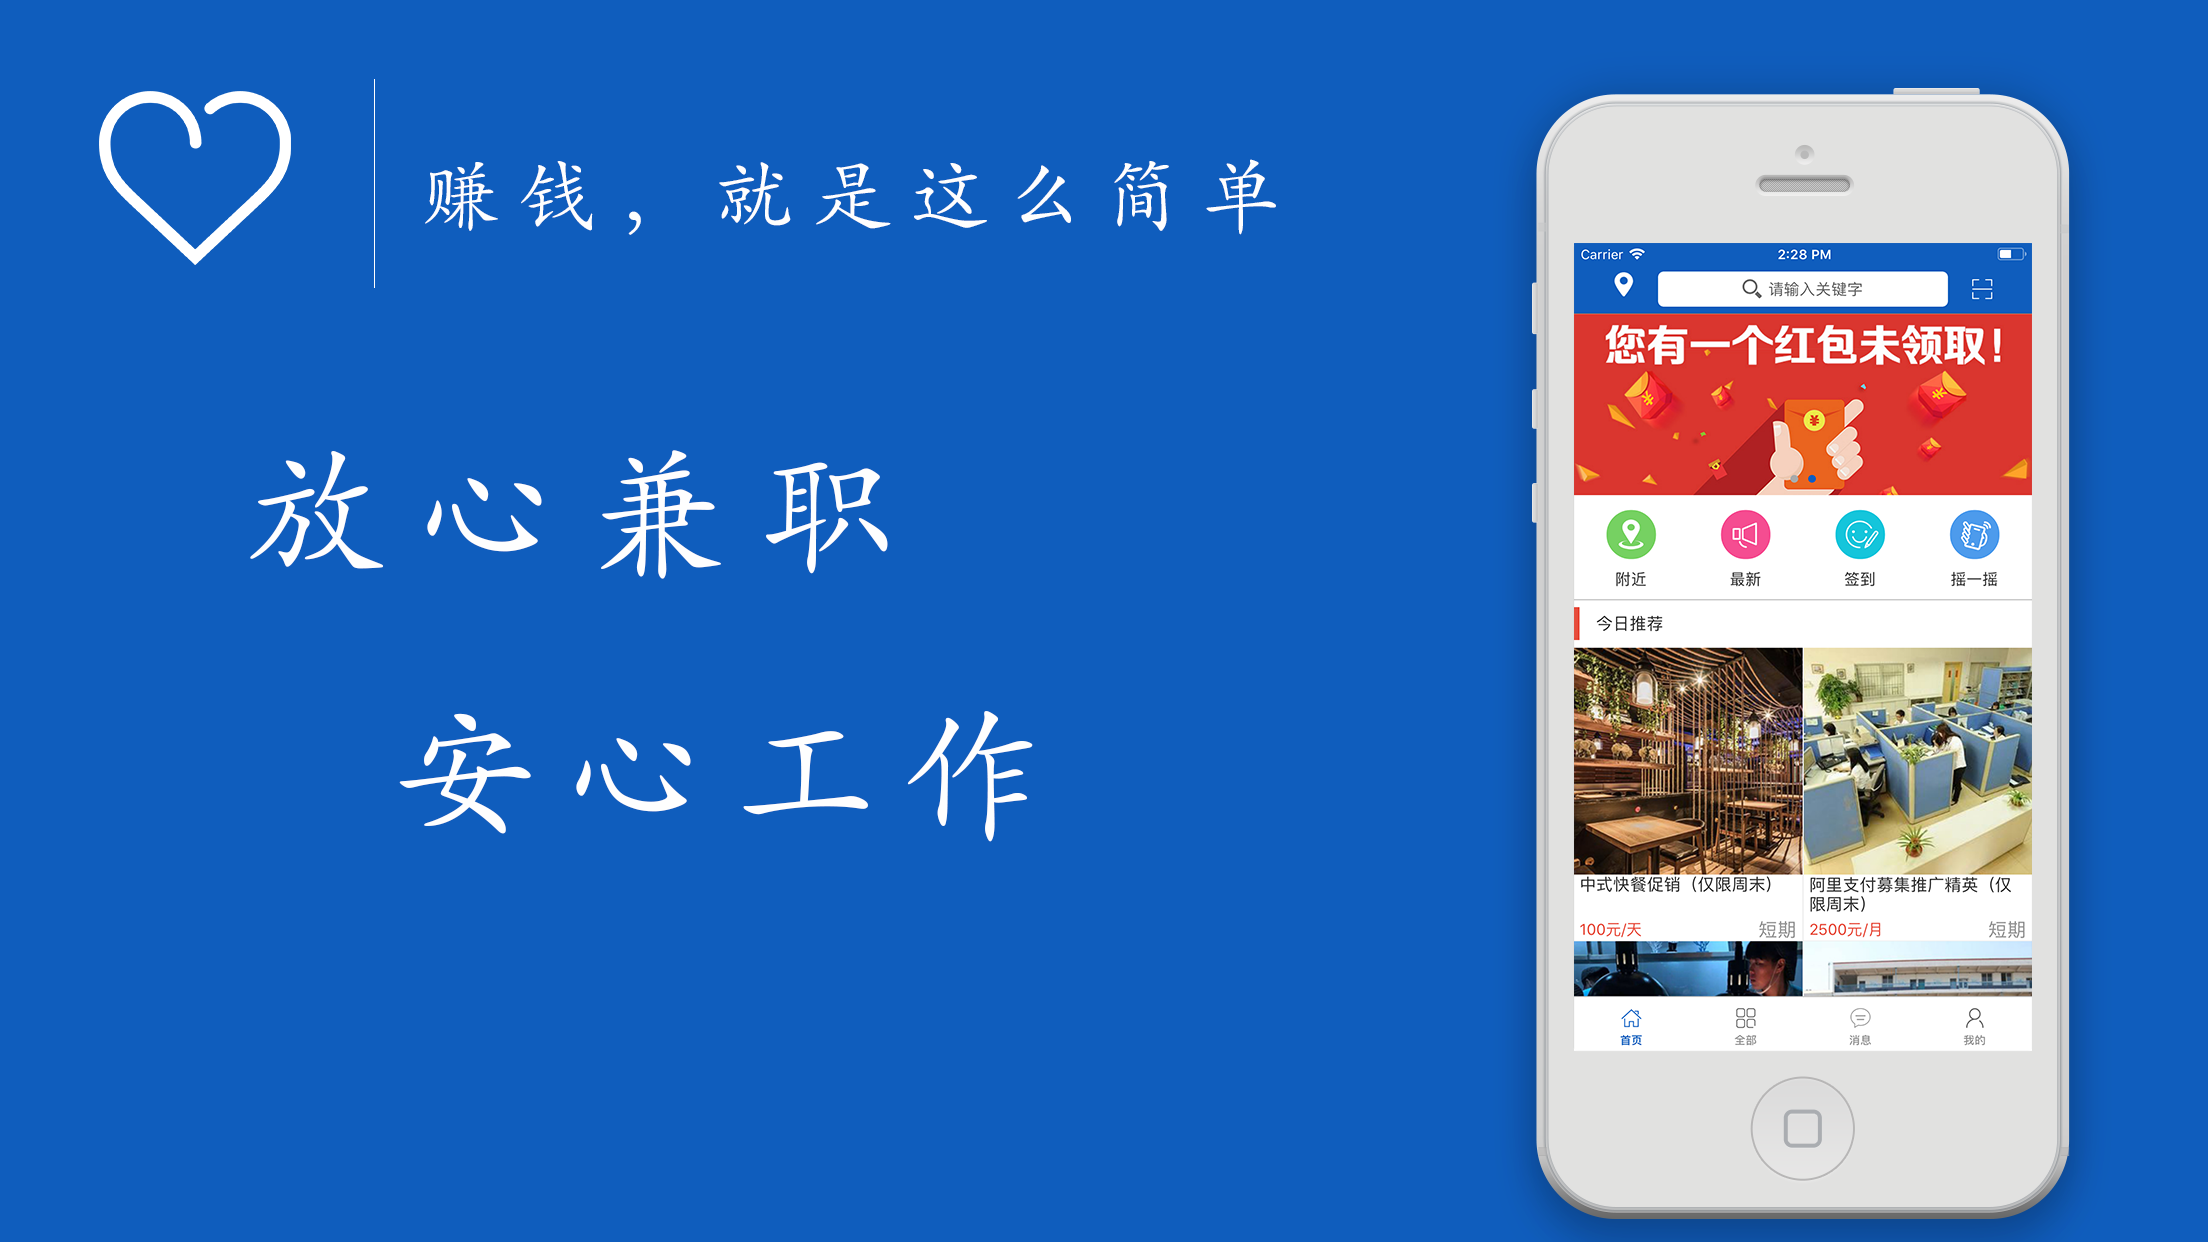 赚钱，就是这么简单
放心兼职
安心工作
Carrier 2:28 PM
请输入关键字
您有一个红包未领取！
附近 最新 签到 摇一摇
今日推荐
中式快餐促销（仅限周末）
100元/天 短期
阿里支付募集推广精英（仅
限周末）
2500元/月 短期
首页 全部 消息 我的